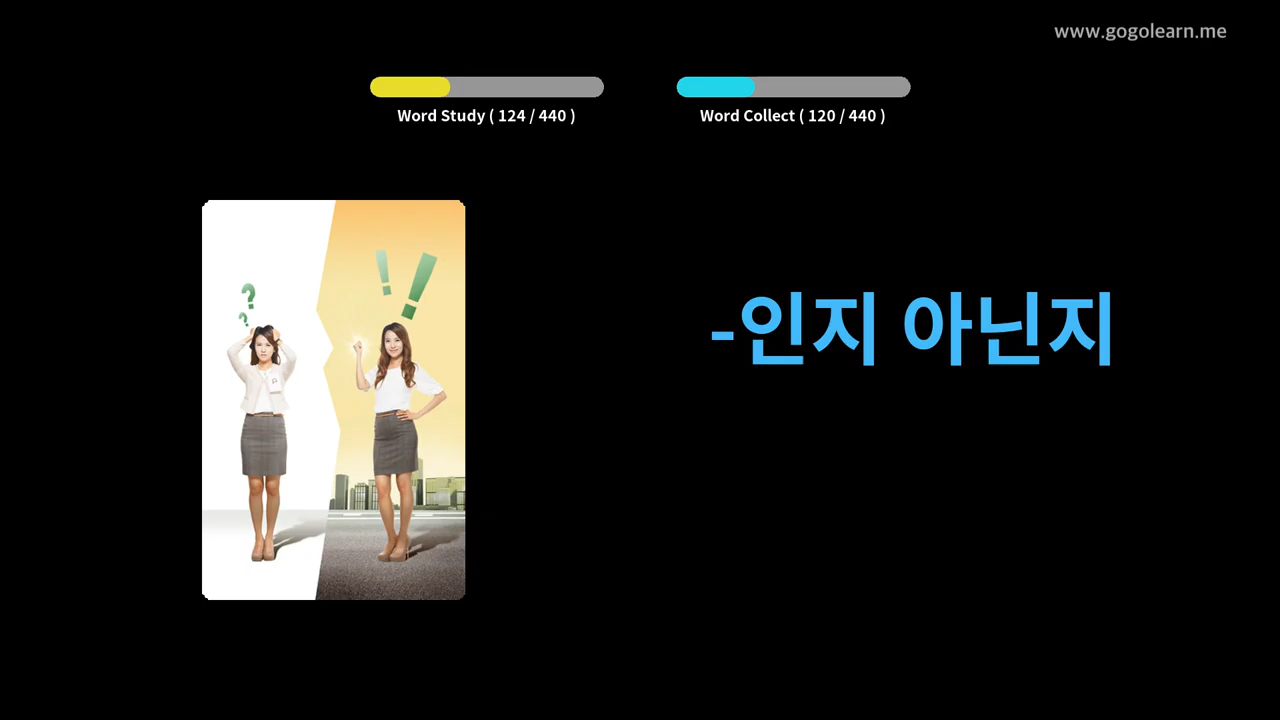 www.gogolearn.me
Word Study ( 124 / 440 )
Word Collect ( 120 / 440 )
? ?
! !
-인지 아닌지